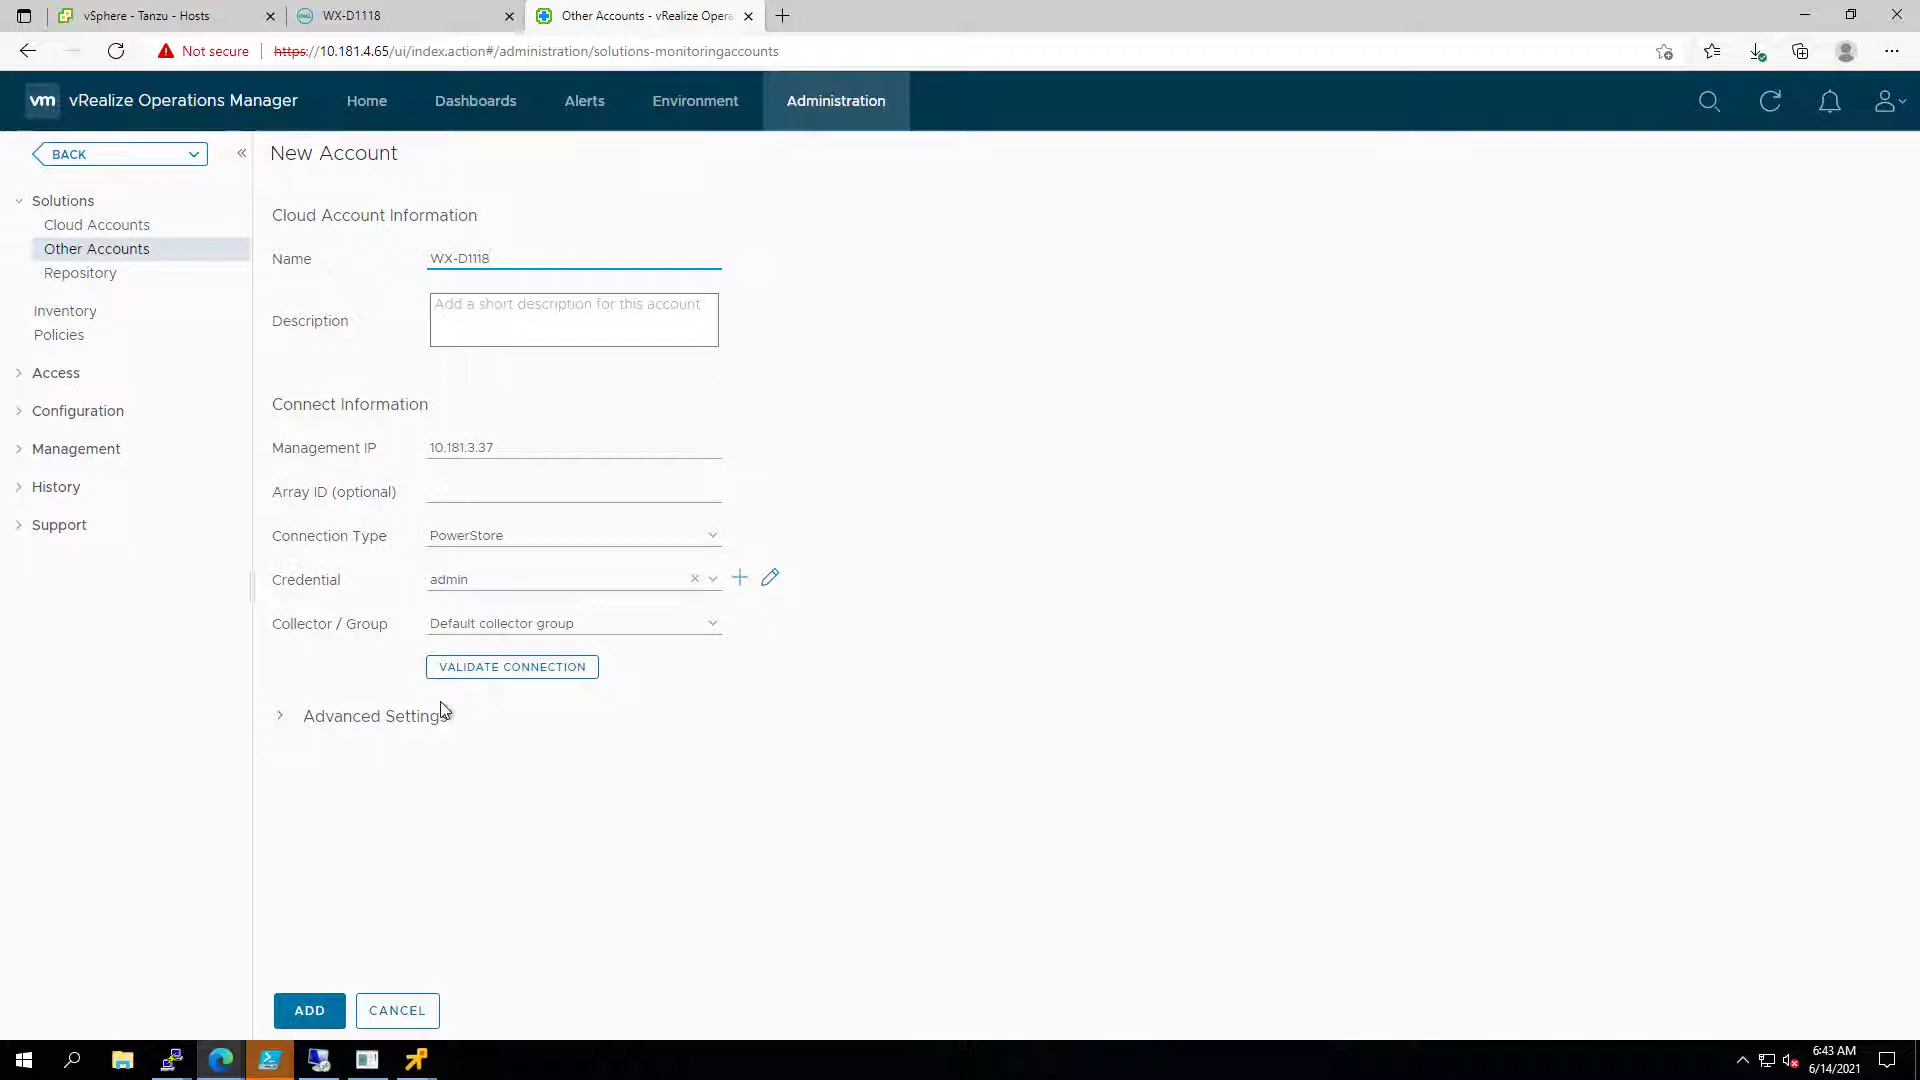 vSphere - Tanzu - Hosts
WX-D1118
Other Accounts - vRealize Opera
Not secure
https://10.181.4.65/ui/index.action#/administration/solutions-monitoringaccounts
vm vRealize Operations Manager
Home
Dashboards
Alerts
Environment
Administration
BACK
Solutions
Cloud Accounts
Other Accounts
Repository
Inventory
Policies
Access
Configuration
Management
History
Support
New Account
Cloud Account Information
Name
WX-D1118
Description
Add a short description for this account
Connect Information
Management IP
10.181.3.37
Array ID (optional)
Connection Type
PowerStore
Credential
admin
Collector / Group
Default collector group
VALIDATE CONNECTION
Advanced Settings
ADD
CANCEL
6:43 AM
6/14/2021